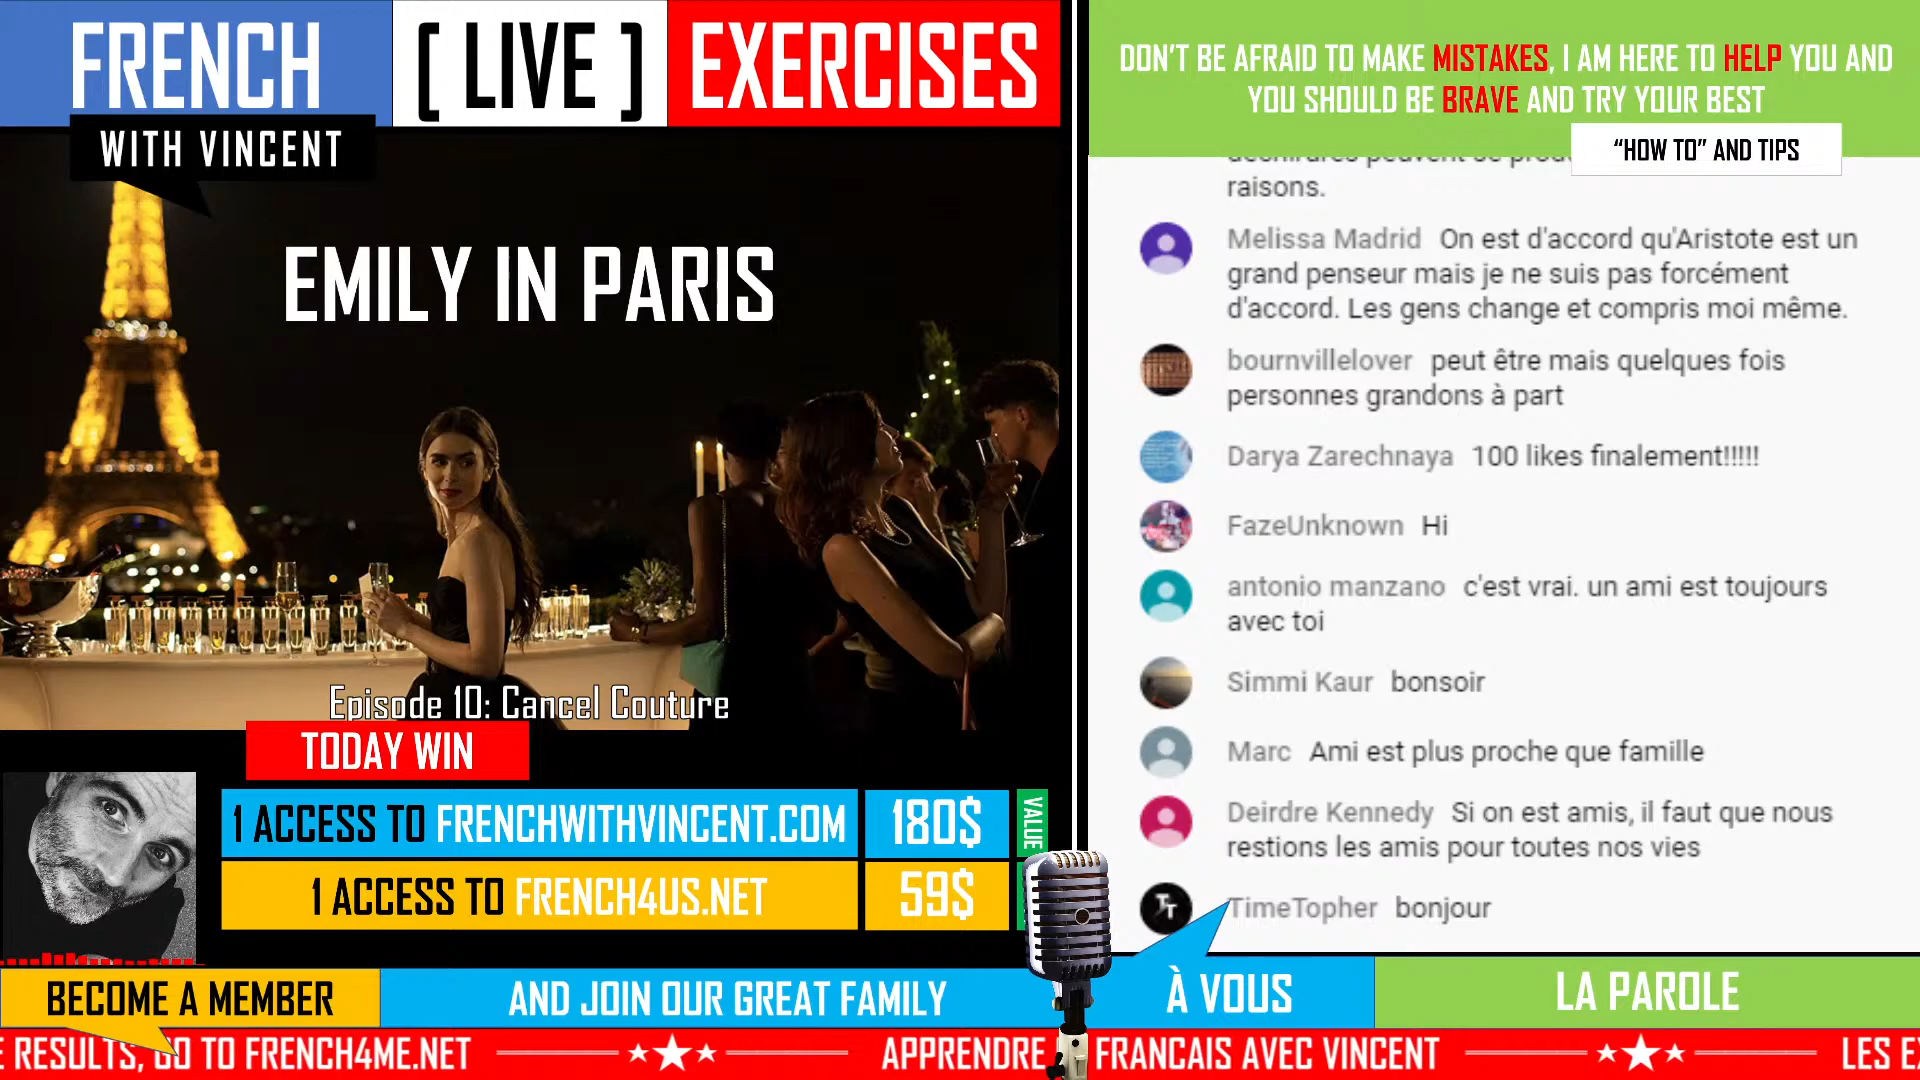 FRENCH [ LIVE ] EXERCISES
WITH VINCENT
EMILY IN PARIS
Episode 10: Cancel Couture
TODAY WIN
1 ACCESS TO FRENCHWITHVINCENT.COM 180$
VALUE
1 ACCESS TO FRENCH4US.NET 59$
BECOME A MEMBER AND JOIN OUR GREAT FAMILY
DON'T BE AFRAID TO MAKE MISTAKES, I AM HERE TO HELP YOU AND
YOU SHOULD BE BRAVE AND TRY YOUR BEST
"HOW TO" AND TIPS
raisons.
Melissa Madrid On est d'accord qu'Aristote est un
grand penseur mais je ne suis pas forcément
d'accord. Les gens change et compris moi même.
bournvillelover peut être mais quelques fois
personnes grandons à part
Darya Zarechnaya 100 likes finalement!!!!!
FazeUnknown Hi
antonio manzano c'est vrai. un ami est toujours
avec toi
Simmi Kaur bonsoir
Marc Ami est plus proche que famille
Deirdre Kennedy Si on est amis, il faut que nous
restions les amis pour toutes nos vies
TT
TimeTopher bonjour
À VOUS LA PAROLE
RESULTS, GO TO FRENCH4ME.NET APPRENDRE FRANCAIS AVEC VINCENT LES